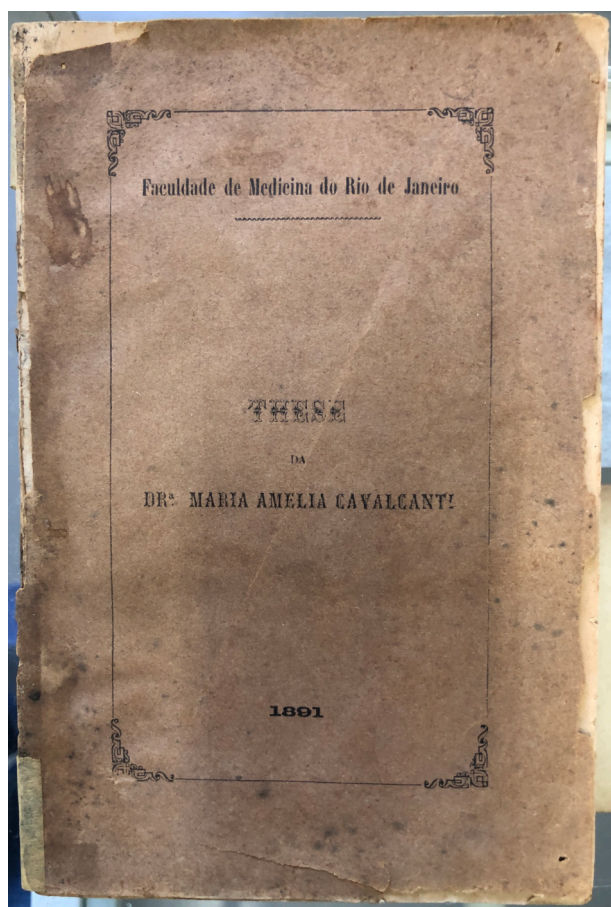 Faculdade de Medicina do Rio de Janeiro
THESE
DA
DRª MARIA AMELIA CAVALCANTI
1891